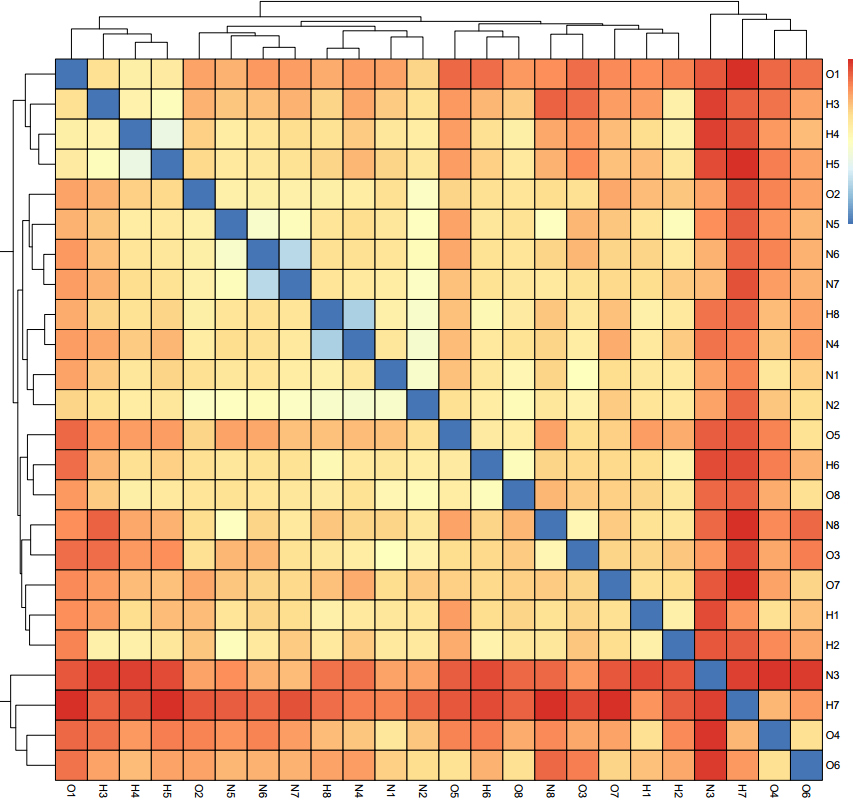 O1
H3
H4
H5
O2
N5
N6
N7
H8
N4
N1
N2
O5
H6
O8
N8
O3
O7
H1
H2
N3
H7
O4
O6
O1 H3 H4 H5 O2 N5 N6 N7 H8 N4 N1 N2 O5 H6 O8 N8 O3 O7 H1 H2 N3 H7 O4 O6